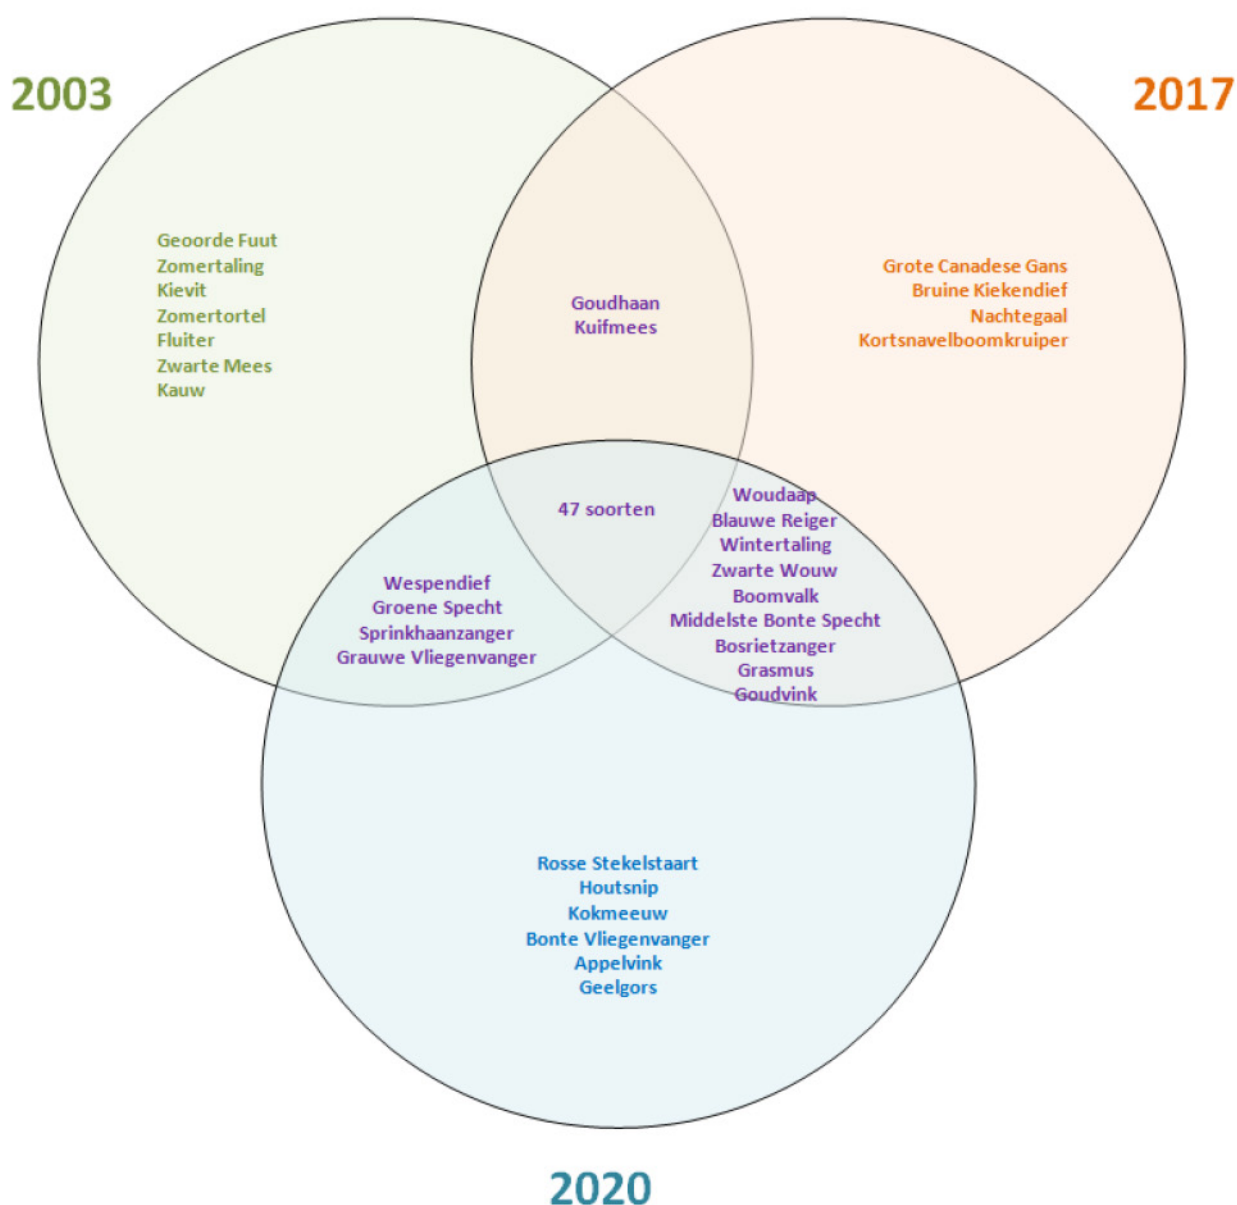 2003
2017
Geoorde Fuut
Zomertaling
Kievit
Zomertortel
Fluiter
Zwarte Mees
Kauw
Goudhaan
Kuifmees
Grote Canadese Gans
Bruine Kiekendief
Nachtegaal
Kortsnavelboomkruiper
47 soorten
Wespendief
Groene Specht
Sprinkhaanzanger
Grauwe Vliegenvanger
Woudaap
Blauwe Reiger
Wintertaling
Zwarte Wouw
Boomvalk
Middelste Bonte Specht
Bosrietzanger
Grasmus
Goudvink
Rosse Stekelstaart
Houtsnip
Kokmeeuw
Bonte Vliegenvanger
Appelvink
Geelgors
2020